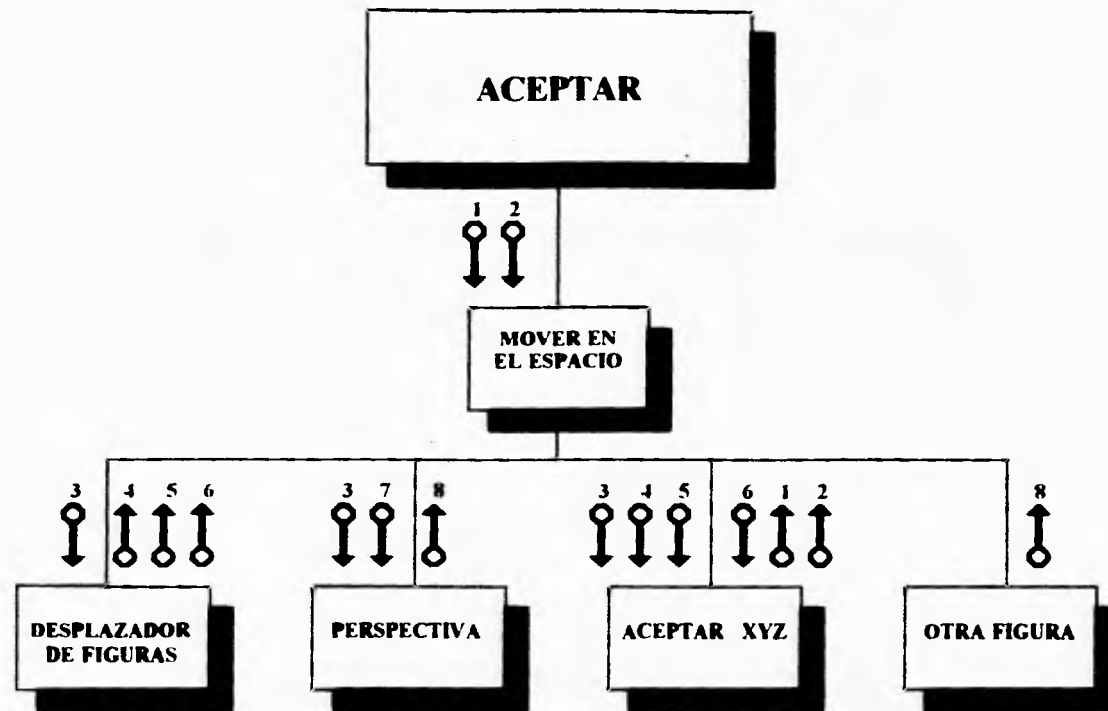 ACEPTAR
1 2
MOVER EN
EL ESPACIO
3 4 5 6 3 7 8 3 4 5 6 1 2 8
DESPLAZADOR
DE FIGURAS
PERSPECTIVA
ACEPTAR XYZ
OTRA FIGURA